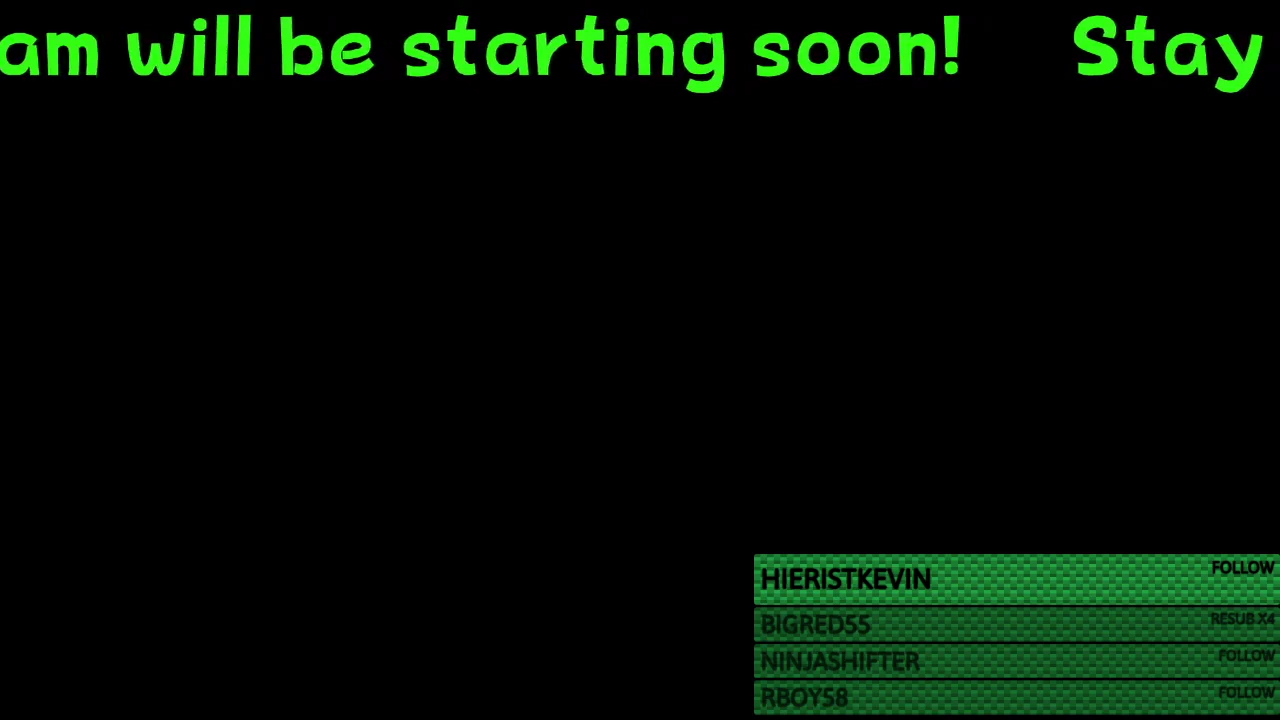 am will be starting soon! Stay
HIERISTKEVIN FOLLOW
BIGRED55 RESUB X4
NINJASHIFTER FOLLOW
RBOY58 FOLLOW